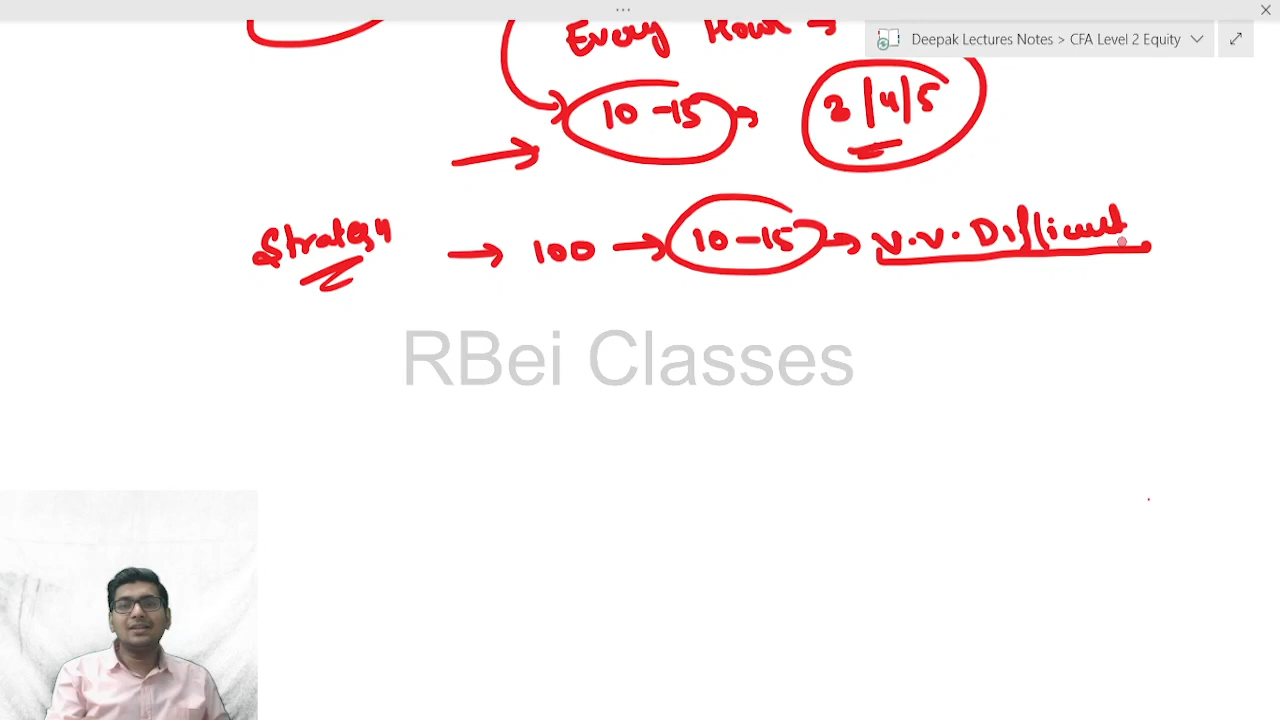 Deepak Lectures Notes > CFA Level 2 Equity
Every Hour →
10-15 → 2|4|5
Strategy → 100 → 10-15 → V.V. Difficult
RBei Classes